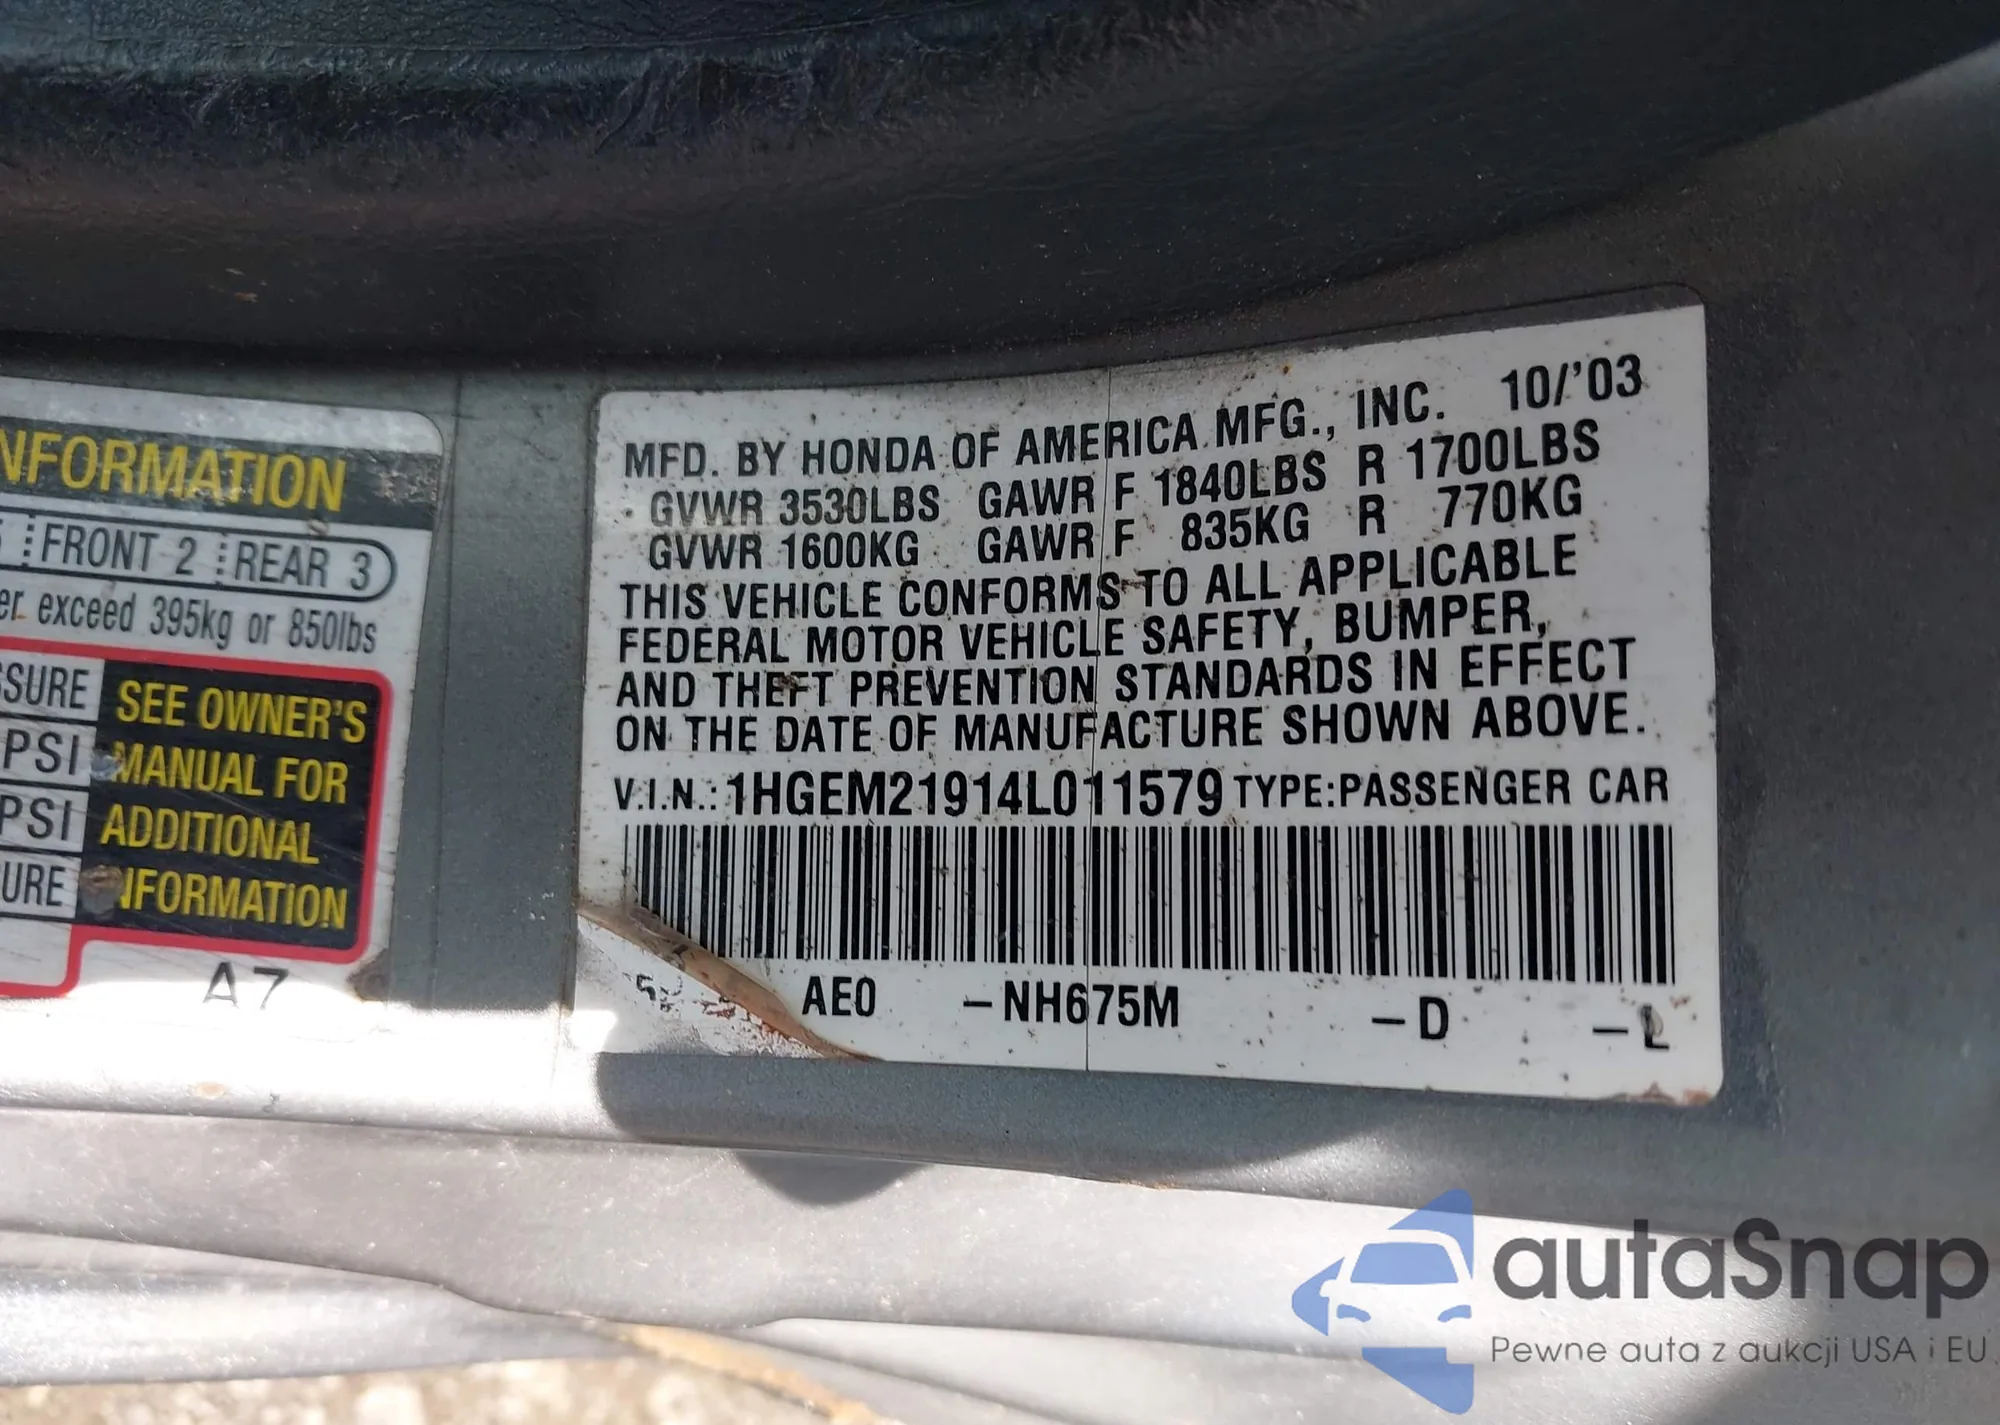 NFORMATION
FRONT 2 REAR 3
er exceed 395kg or 850lbs
SSURE
PSI
PSI
URE
SEE OWNER'S
MANUAL FOR
ADDITIONAL
INFORMATION
A7
MFD. BY HONDA OF AMERICA MFG., INC. 10/'03
GVWR 3530LBS GAWR F 1840LBS R 1700LBS
GVWR 1600KG GAWR F 835KG R 770KG
THIS VEHICLE CONFORMS TO ALL APPLICABLE
FEDERAL MOTOR VEHICLE SAFETY, BUMPER,
AND THEFT PREVENTION STANDARDS IN EFFECT
ON THE DATE OF MANUFACTURE SHOWN ABOVE.
V.I.N.: 1HGEM21914L011579 TYPE:PASSENGER CAR
AE0 -NH675M -D -L
autaSnap
Pewne auta z aukcji USA i EU